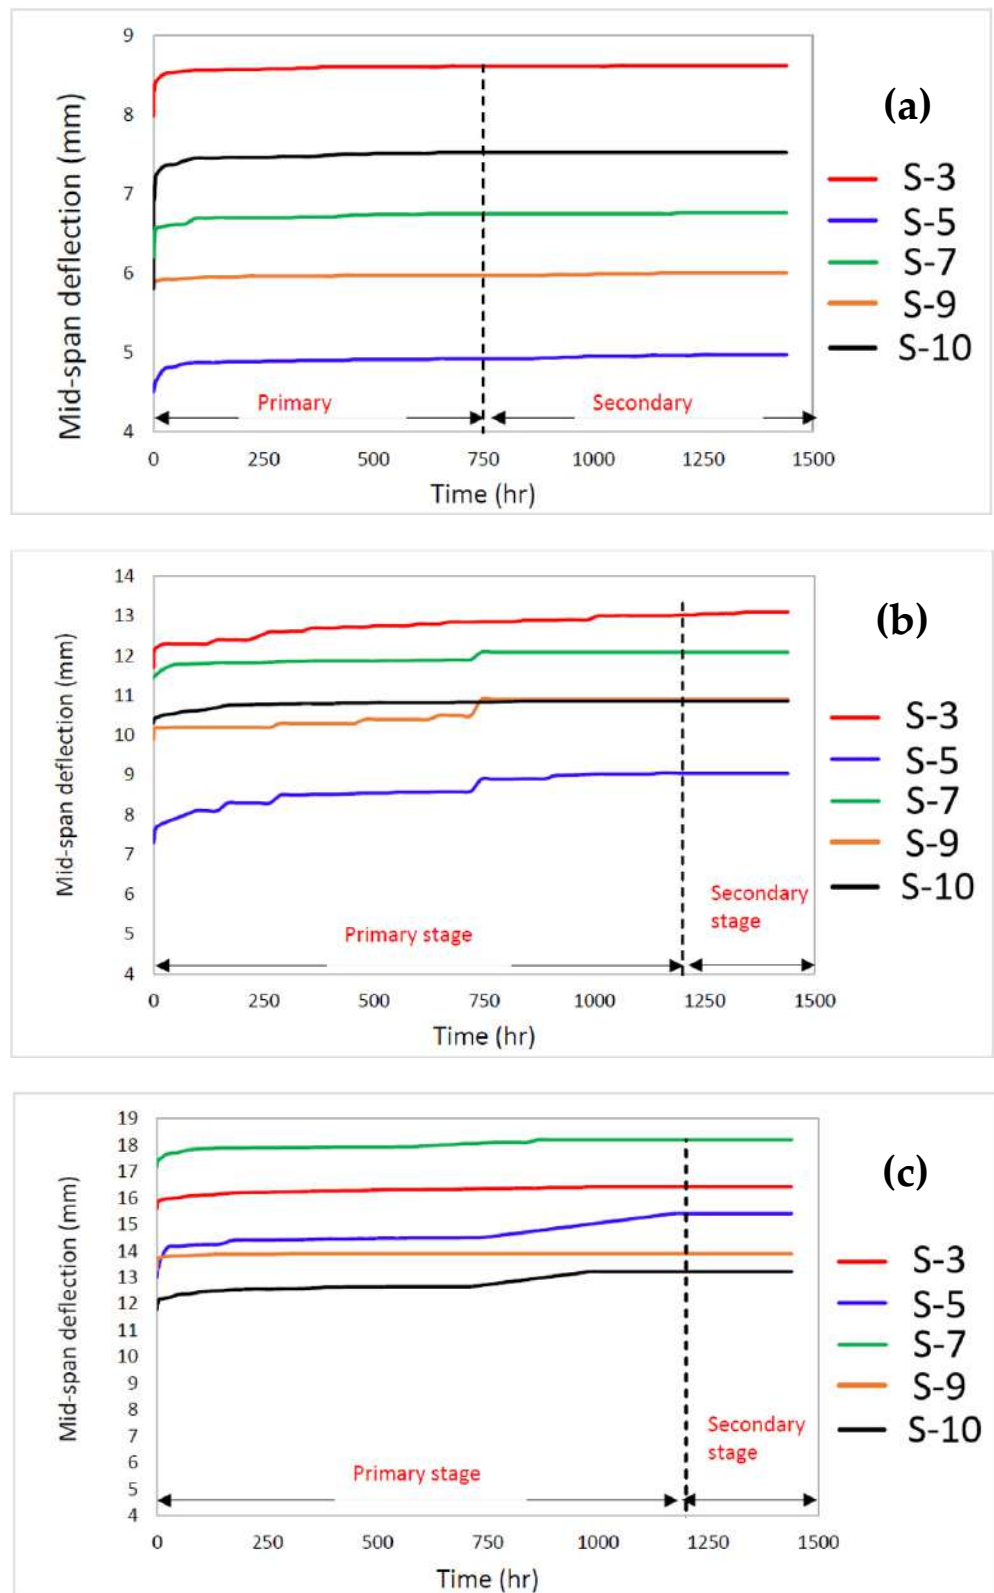 (a)
Mid-span deflection (mm)
9
8
7
6
5
4
Primary
Secondary
0 250 500 750 1000 1250 1500
Time (hr)
S-3
S-5
S-7
S-9
S-10
(b)
Mid-span deflection (mm)
14
13
12
11
10
9
8
7
6
5
4
Primary stage
Secondary
stage
0 250 500 750 1000 1250 1500
Time (hr)
S-3
S-5
S-7
S-9
S-10
(c)
Mid-span deflection (mm)
19
18
17
16
15
14
13
12
11
10
9
8
7
6
5
4
Primary stage
Secondary
stage
0 250 500 750 1000 1250 1500
Time (hr)
S-3
S-5
S-7
S-9
S-10